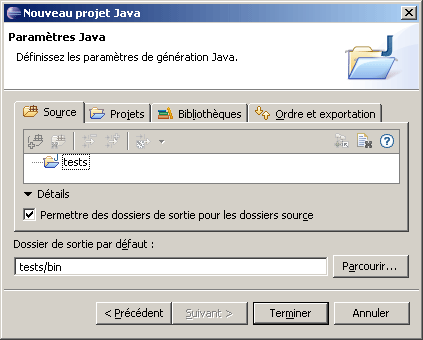 Nouveau projet Java
Paramètres Java
Définissez les paramètres de génération Java.
Source Projets Bibliothèques Ordre et exportation
tests
Détails
Permettre des dossiers de sortie pour les dossiers source
Dossier de sortie par défaut :
tests/bin Parcourir...
< Précédent Suivant > Terminer Annuler